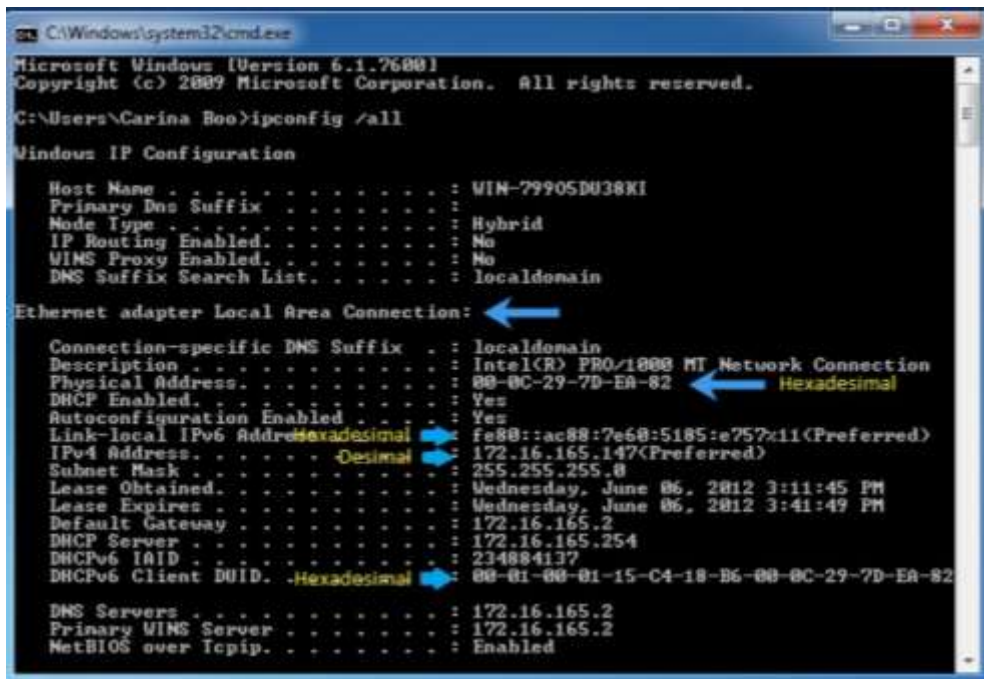 C:\Windows\system32\cmd.exe
Microsoft Windows [Version 6.1.7600]
Copyright (c) 2009 Microsoft Corporation.  All rights reserved.
C:\Users\Carina Boo>ipconfig /all
Windows IP Configuration
Host Name . . . . . . . . . . . . : WIN-79905DU38KI
Primary Dns Suffix  . . . . . . . :
Node Type . . . . . . . . . . . . : Hybrid
IP Routing Enabled. . . . . . . . : No
WINS Proxy Enabled. . . . . . . . : No
DNS Suffix Search List. . . . . . : localdomain
Ethernet adapter Local Area Connection:
Connection-specific DNS Suffix  . : localdomain
Description . . . . . . . . . . . : Intel(R) PRO/1000 MT Network Connection
Physical Address. . . . . . . . . : 00-0C-29-7D-EA-82 Hexadesimal
DHCP Enabled. . . . . . . . . . . : Yes
Autoconfiguration Enabled . . . . : Yes
Link-local IPv6 Address Hexadesimal : fe80::ac88:7e60:5185:e757%11(Preferred)
IPv4 Address. . . . . . Desimal : 172.16.165.147(Preferred)
Subnet Mask . . . . . . . . . . . : 255.255.255.0
Lease Obtained. . . . . . . . . . : Wednesday, June 06, 2012 3:11:45 PM
Lease Expires . . . . . . . . . . : Wednesday, June 06, 2012 3:41:49 PM
Default Gateway . . . . . . . . . : 172.16.165.2
DHCP Server . . . . . . . . . . . : 172.16.165.254
DHCPv6 IAID . . . . . . . . . . . : 234884137
DHCPv6 Client DUID. . Hexadesimal : 00-01-00-01-15-C4-18-B6-00-0C-29-7D-EA-82
DNS Servers . . . . . . . . . . . : 172.16.165.2
Primary WINS Server . . . . . . . : 172.16.165.2
NetBIOS over Tcpip. . . . . . . . : Enabled